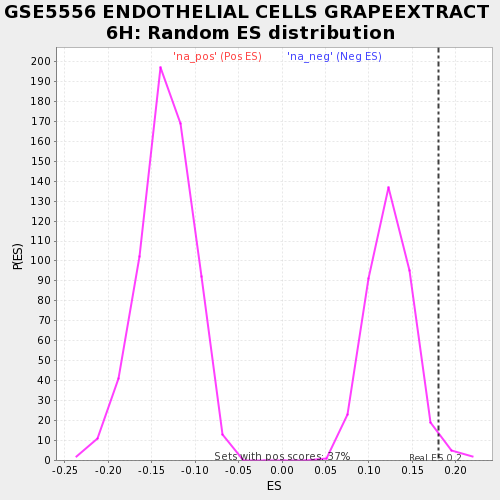 GSE5556 ENDOTHELIAL CELLS GRAPEEXTRACT
6H: Random ES distribution
'na_pos' (Pos ES) 'na_neg' (Neg ES)
200
190
180
170
160
150
140
130
120
110
100
90
80
70
60
50
40
30
20
10
0
P(ES)
Sets with pos scores: 37%
Real ES 0.2
-0.25 -0.20 -0.15 -0.10 -0.05 0.00 0.05 0.10 0.15 0.20
ES